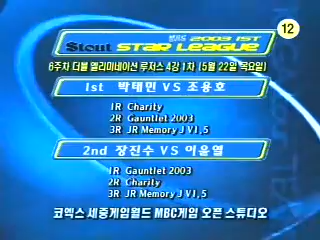 12
2003 1ST
Stout STAR LEAGUE
6주차 더블 엘리미네이션 루저스 4강 1차 (5월 22일 목요일)
1st 박태민 VS 조용호
1R Charity
2R Gauntlet 2003
3R JR Memory J V1,5
2nd 장진수 VS 이윤열
1R Gauntlet 2003
2R Charity
3R JR Memory J V1,5
코엑스 세중게임월드 MBC게임 오픈 스튜디오